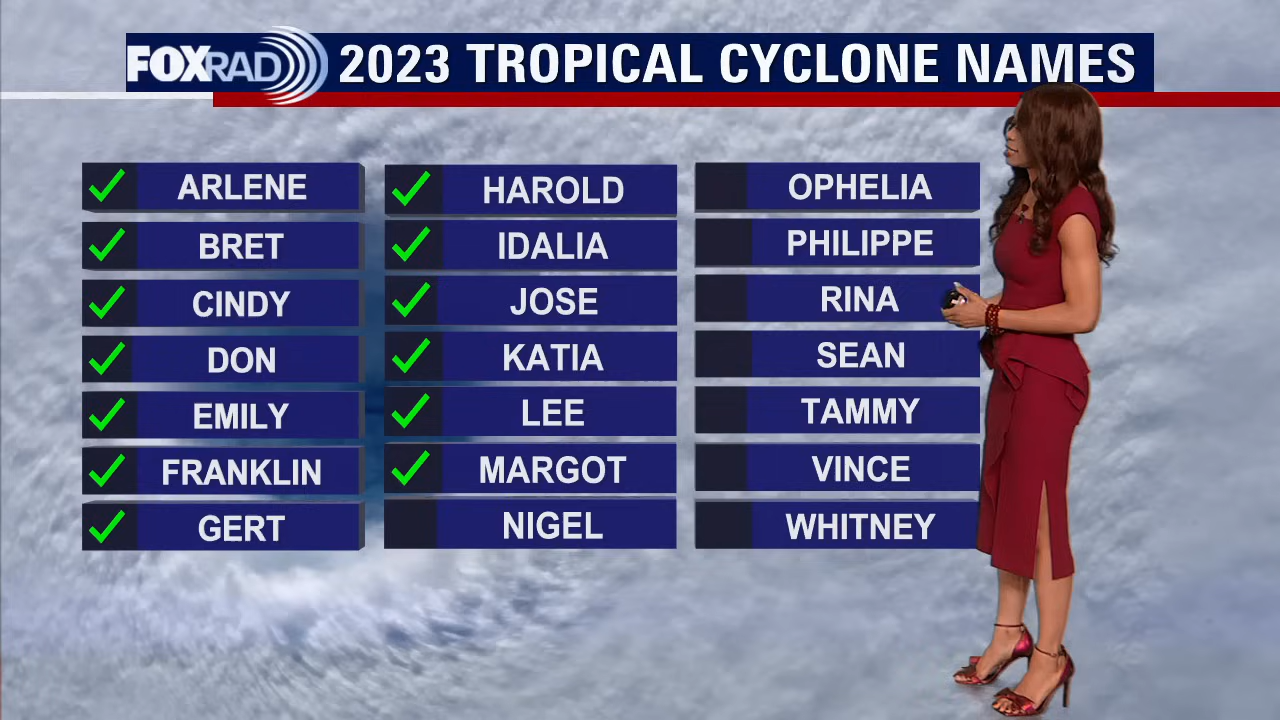 FOXRAD 2023 TROPICAL CYCLONE NAMES
ARLENE
BRET
CINDY
DON
EMILY
FRANKLIN
GERT
HAROLD
IDALIA
JOSE
KATIA
LEE
MARGOT
NIGEL
OPHELIA
PHILIPPE
RINA
SEAN
TAMMY
VINCE
WHITNEY